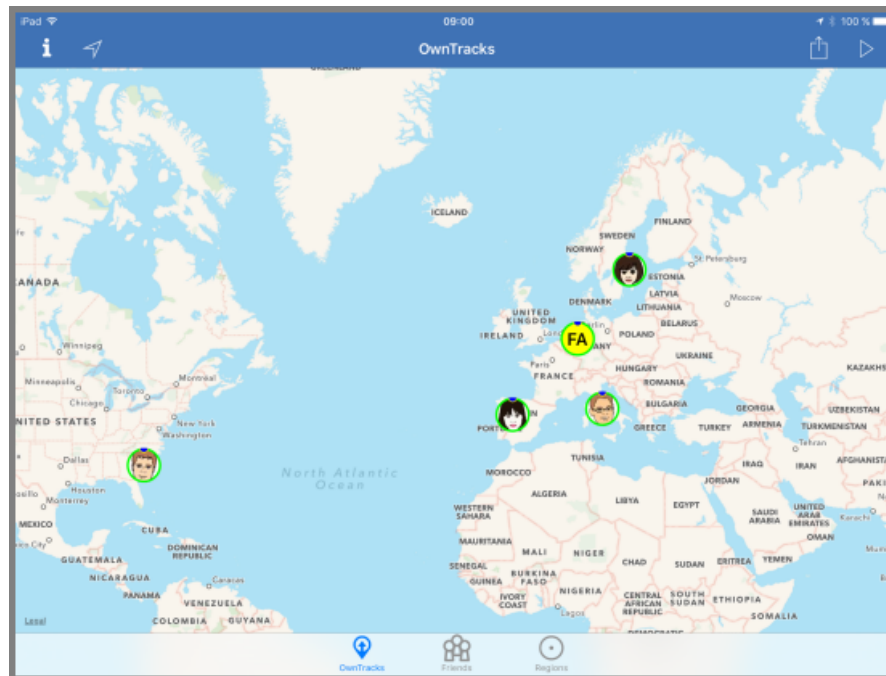 iPad 09:00 100 %
OwnTracks
ICELAND
FINLAND
SWEDEN
NORWAY
St. Petersburg
ESTONIA
CANADA
LATVIA
DENMARK
LITHUANIA
Moscow
UNITED KINGDOM
BELARUS
IRELAND
POLAND
FA
Winnipeg
Paris
UKRAINE
HUNGARY
KAZAKHS
FRANCE
Montréal
Minneapolis
Toronto
ROMANIA
Chicago
BULGARIA
GEORGIA
UZBEKISTAN
NITED STATES
New York
PORT
GREECE
TURKEY
ARMENIA
TURKMENISTAN
Washington
Tehran
Dallas
TUNISIA
North Atlantic
Ocean
MOROCCO
IRAQ
IRAN
AFGHANISTA
Houston
JORDAN
Monterrey
ALGERIA
LIBYA
EGYPT
PAKI
WESTERN
SAHARA
SAUDI
ARABIA
UNITED
ARAB
EMIRATES
Karachi
MEXICO
CUBA
OMAN
DOMINICAN
REPUBLIC
MAURITANIA
MALI
NIGER
GUATEMALA
SENEGAL
CHAD
SUDAN
ERITREA
YEMEN
NICARAGUA
Caracas
GUINEA
BURKINA
FASO
PANAMA
NIGERIA
VENEZUELA
IVORY
COAST
CENTRAL
AFRICAN
REPUBLIC
SOUTH
SUDAN
ETHIOPIA
Lagos
Legal
COLOMBIA
GUYANA
SOMALIA
OwnTracks
Friends
Regions